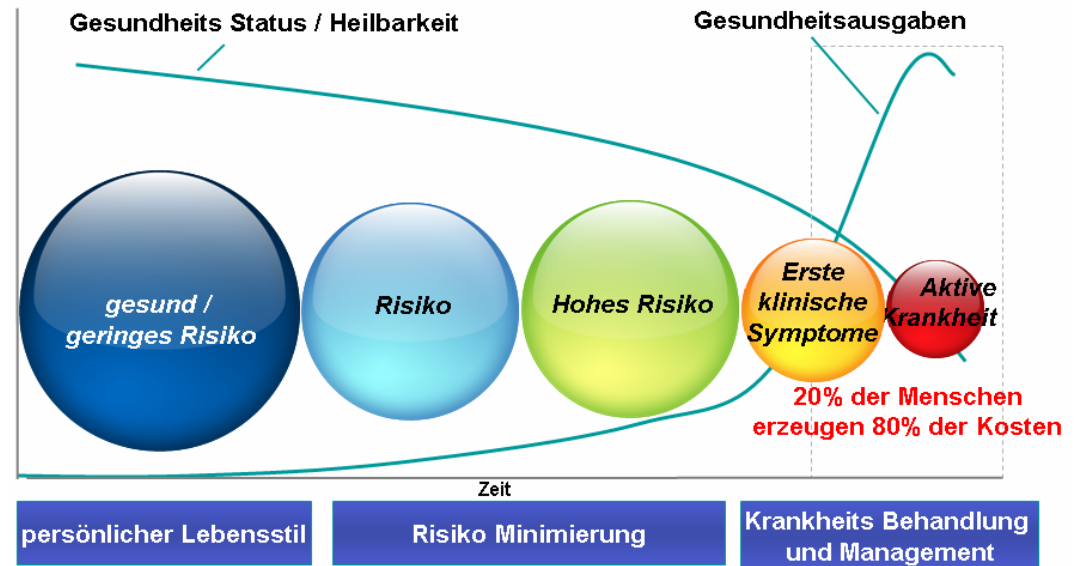 Gesundheits Status / Heilbarkeit
Gesundheitsausgaben
gesund /
geringes Risiko
Risiko
Hohes Risiko
Erste
klinische
Symptome
Aktive
Krankheit
20% der Menschen
erzeugen 80% der Kosten
Zeit
persönlicher Lebensstil
Risiko Minimierung
Krankheits Behandlung
und Management